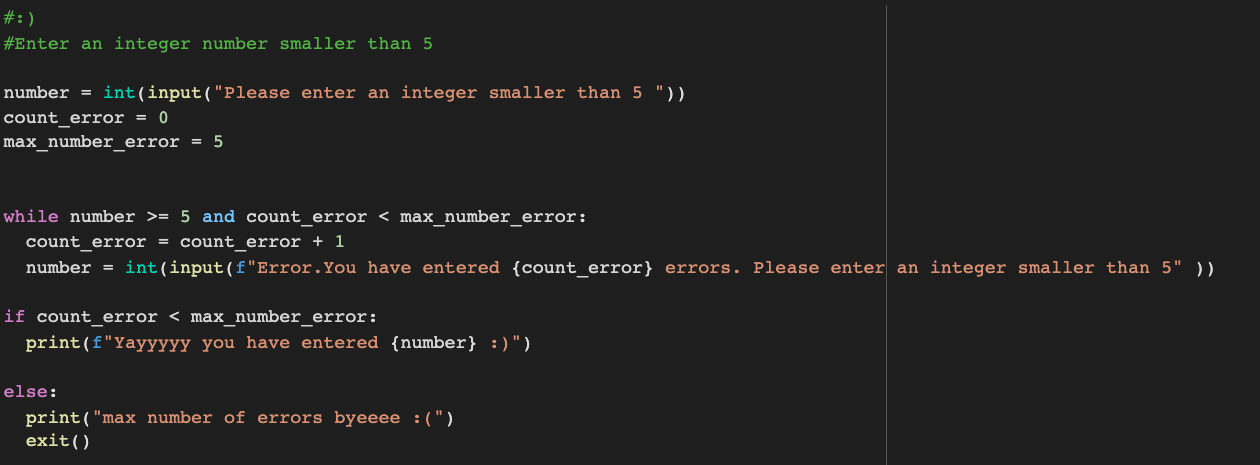 #:)
#Enter an integer number smaller than 5
number = int(input("Please enter an integer smaller than 5 "))
count_error = 0
max_number_error = 5
while number >= 5 and count_error < max_number_error:
  count_error = count_error + 1
  number = int(input(f"Error.You have entered {count_error} errors. Please enter an integer smaller than 5" ))
if count_error < max_number_error:
  print(f"Yayyyyy you have entered {number} :)")
else:
  print("max number of errors byeeee :(")
  exit()